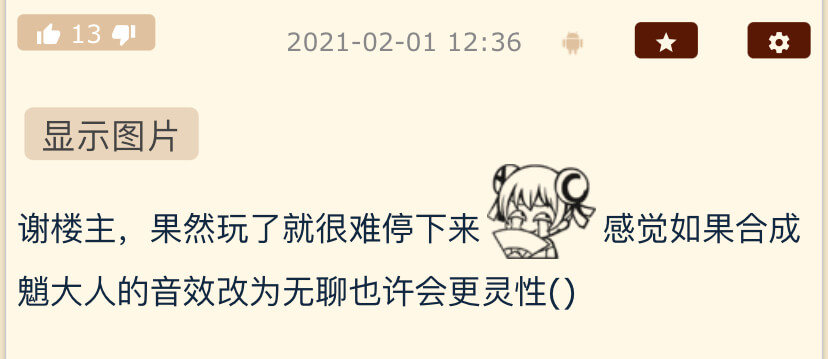 13
2021-02-01 12:36
显示图片
谢楼主，果然玩了就很难停下来 感觉如果合成
魈大人的音效改为无聊也许会更灵性()